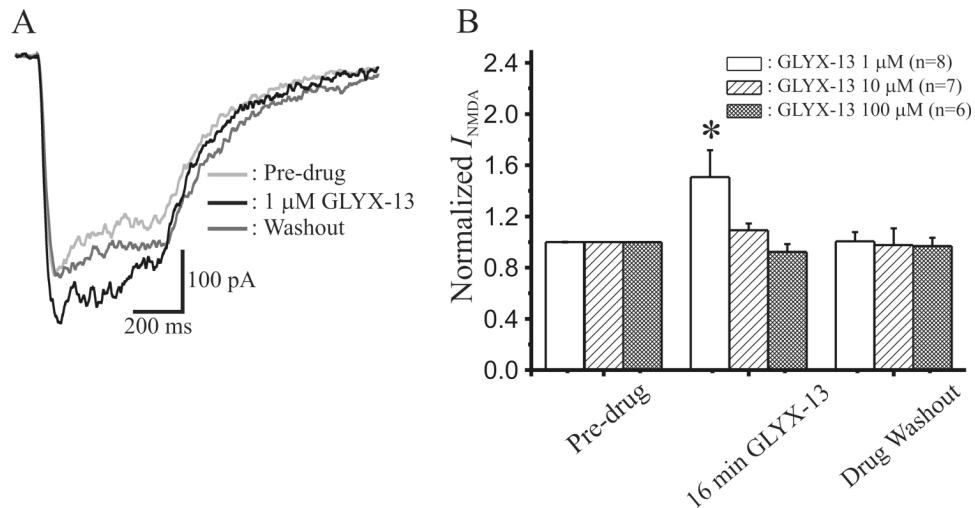 A
: Pre-drug
: 1 μM GLYX-13
: Washout
100 pA
200 ms
B
Normalized I_NMDA
2.4
2.0
1.6
1.2
0.8
0.4
0.0
: GLYX-13 1 μM (n=8)
: GLYX-13 10 μM (n=7)
: GLYX-13 100 μM (n=6)
*
Pre-drug
16 min GLYX-13
Drug Washout